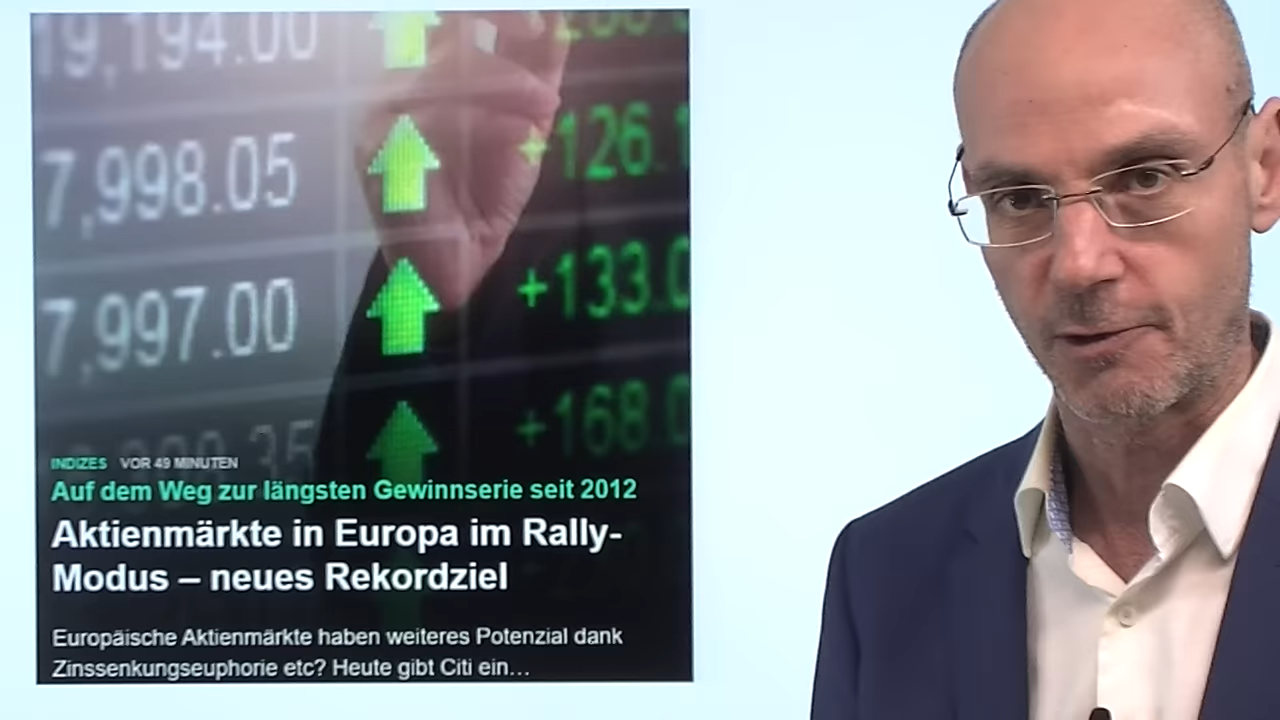 19,194.00
7,998.05
+126.1
7,997.00
+133.0
+168.0
INDIZES VOR 49 MINUTEN
Auf dem Weg zur längsten Gewinnserie seit 2012
Aktienmärkte in Europa im Rally-
Modus – neues Rekordziel
Europäische Aktienmärkte haben weiteres Potenzial dank
Zinssenkungseuphorie etc? Heute gibt Citi ein…